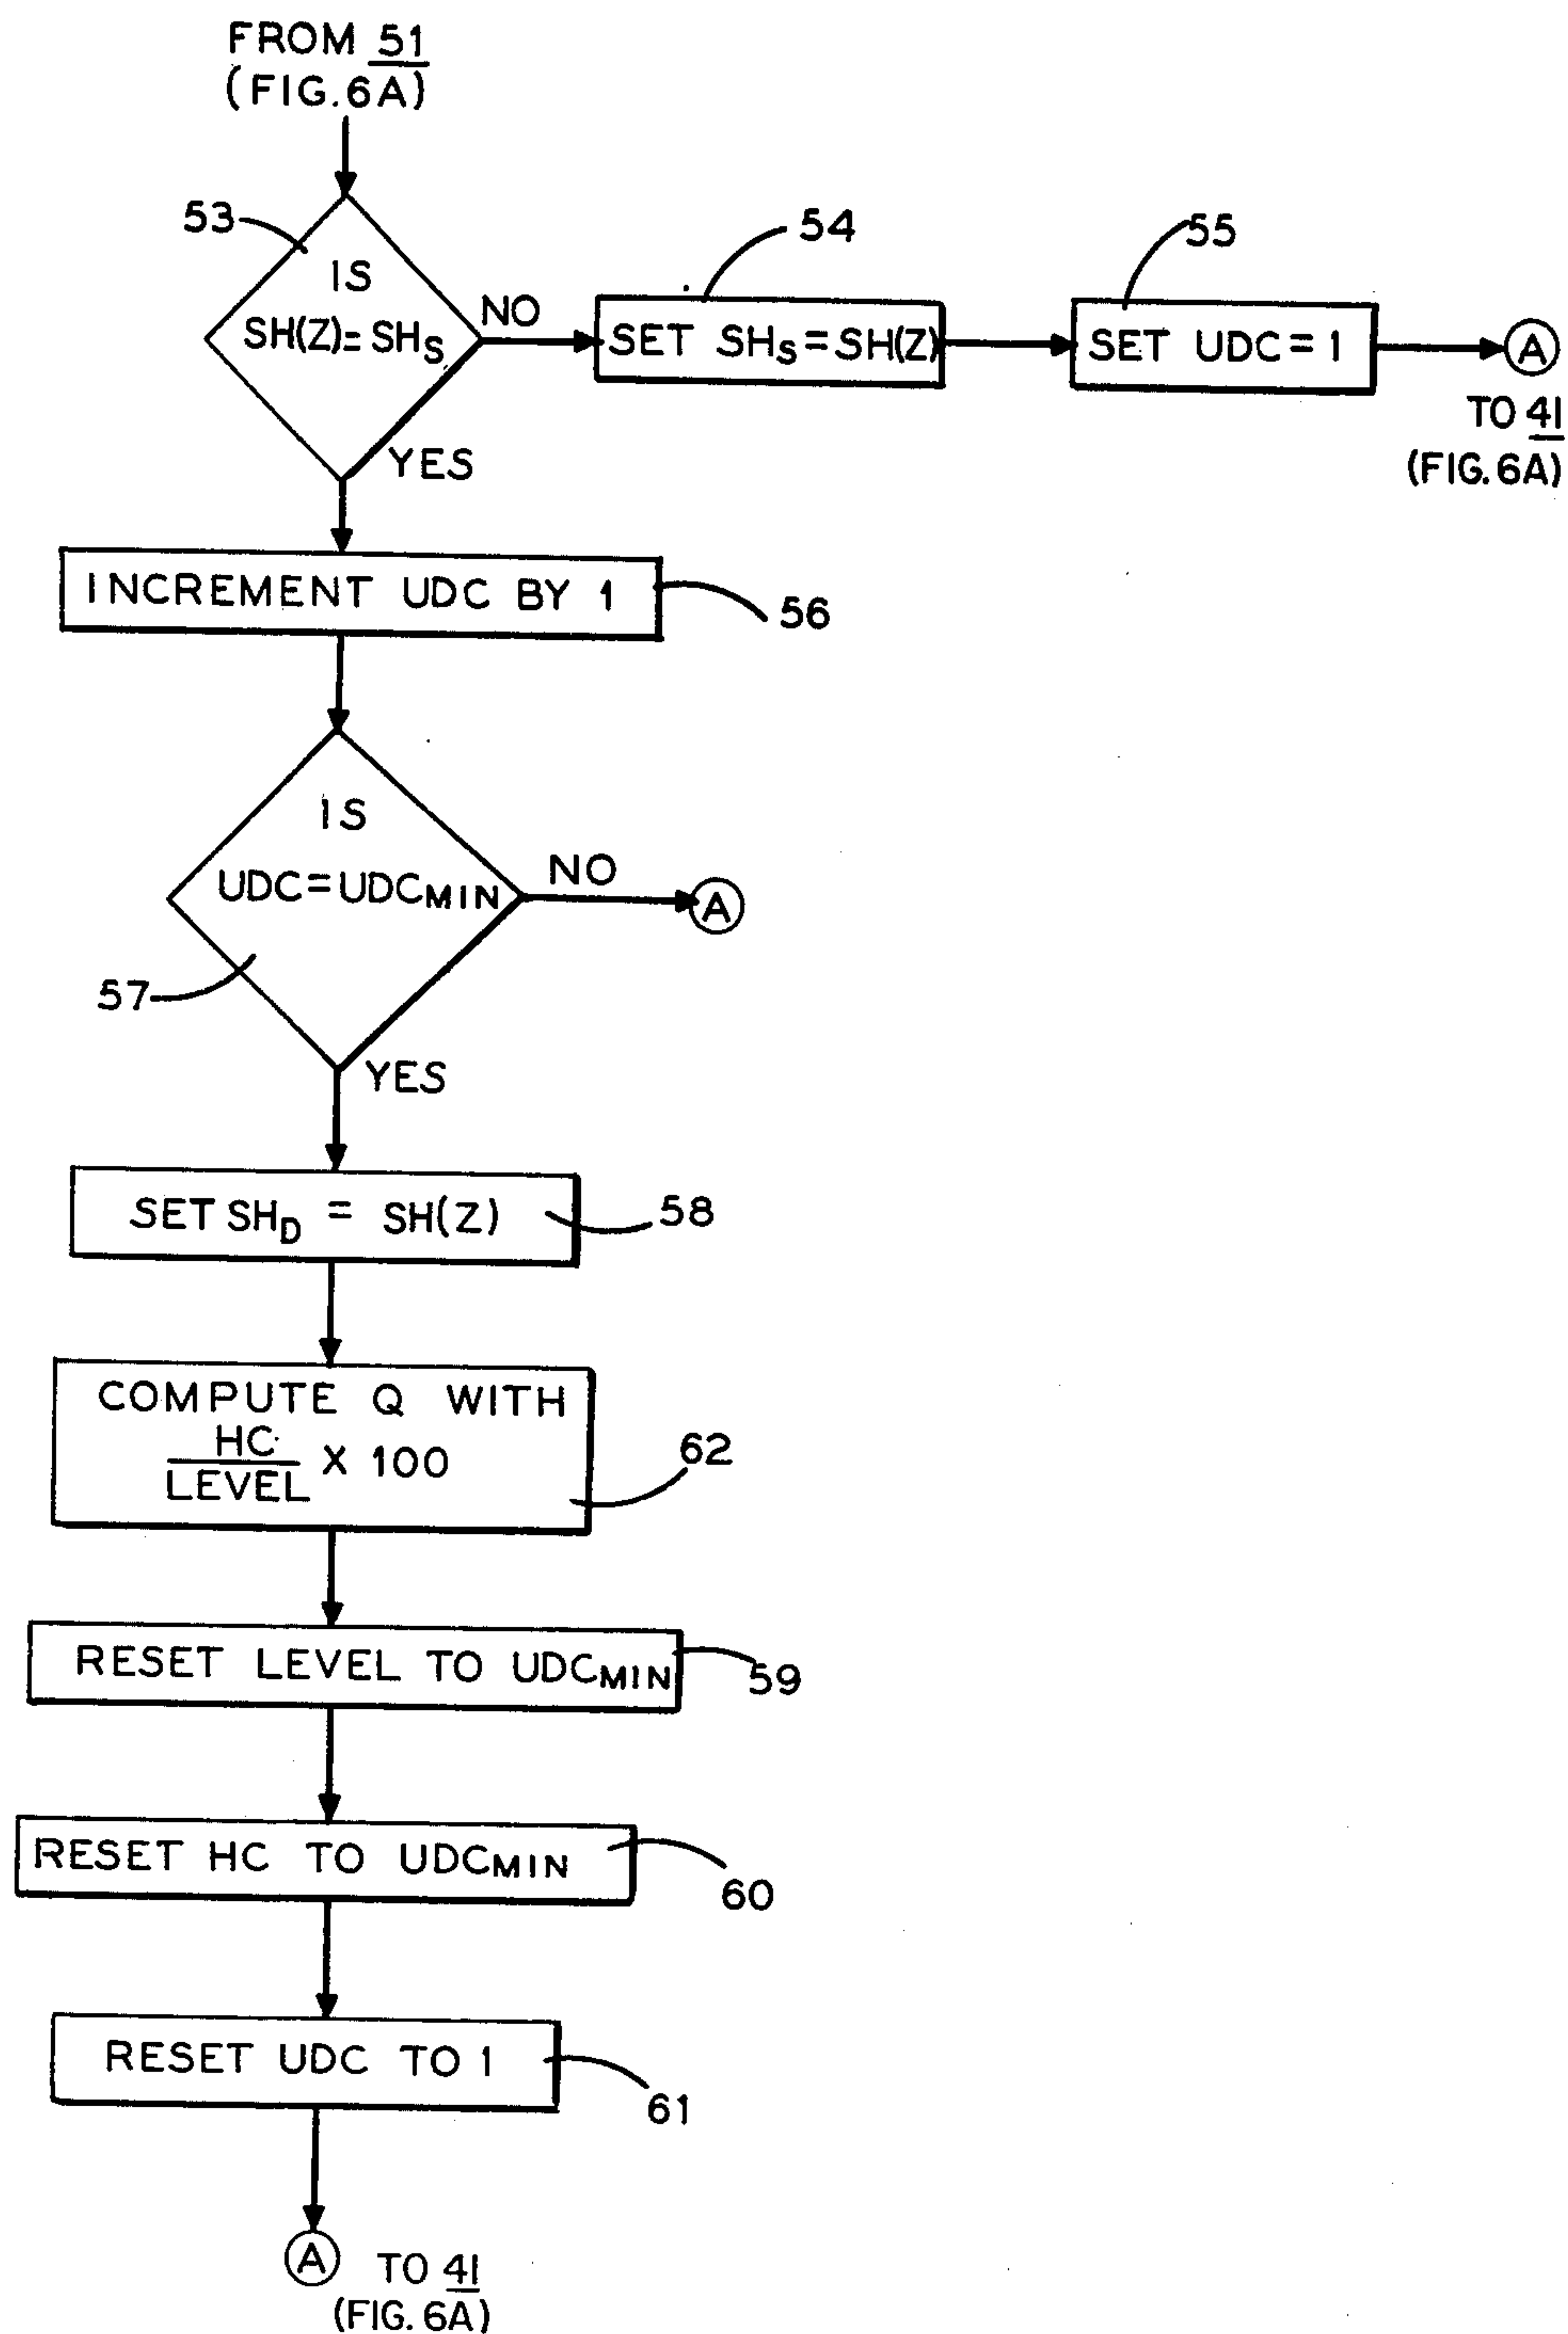 FROM 51
(FIG. 6A)
53
IS
SH(Z)=SHS
NO
YES
54
SET SHS=SH(Z)
55
SET UDC=1
A
TO 41
(FIG. 6A)
INCREMENT UDC BY 1
56
IS
UDC=UDCMIN
NO
A
57
YES
SET SHD = SH(Z)
58
COMPUTE Q WITH
HC
LEVEL X 100
62
RESET LEVEL TO UDCMIN
59
RESET HC TO UDCMIN
60
RESET UDC TO 1
61
A TO 41
(FIG. 6A)